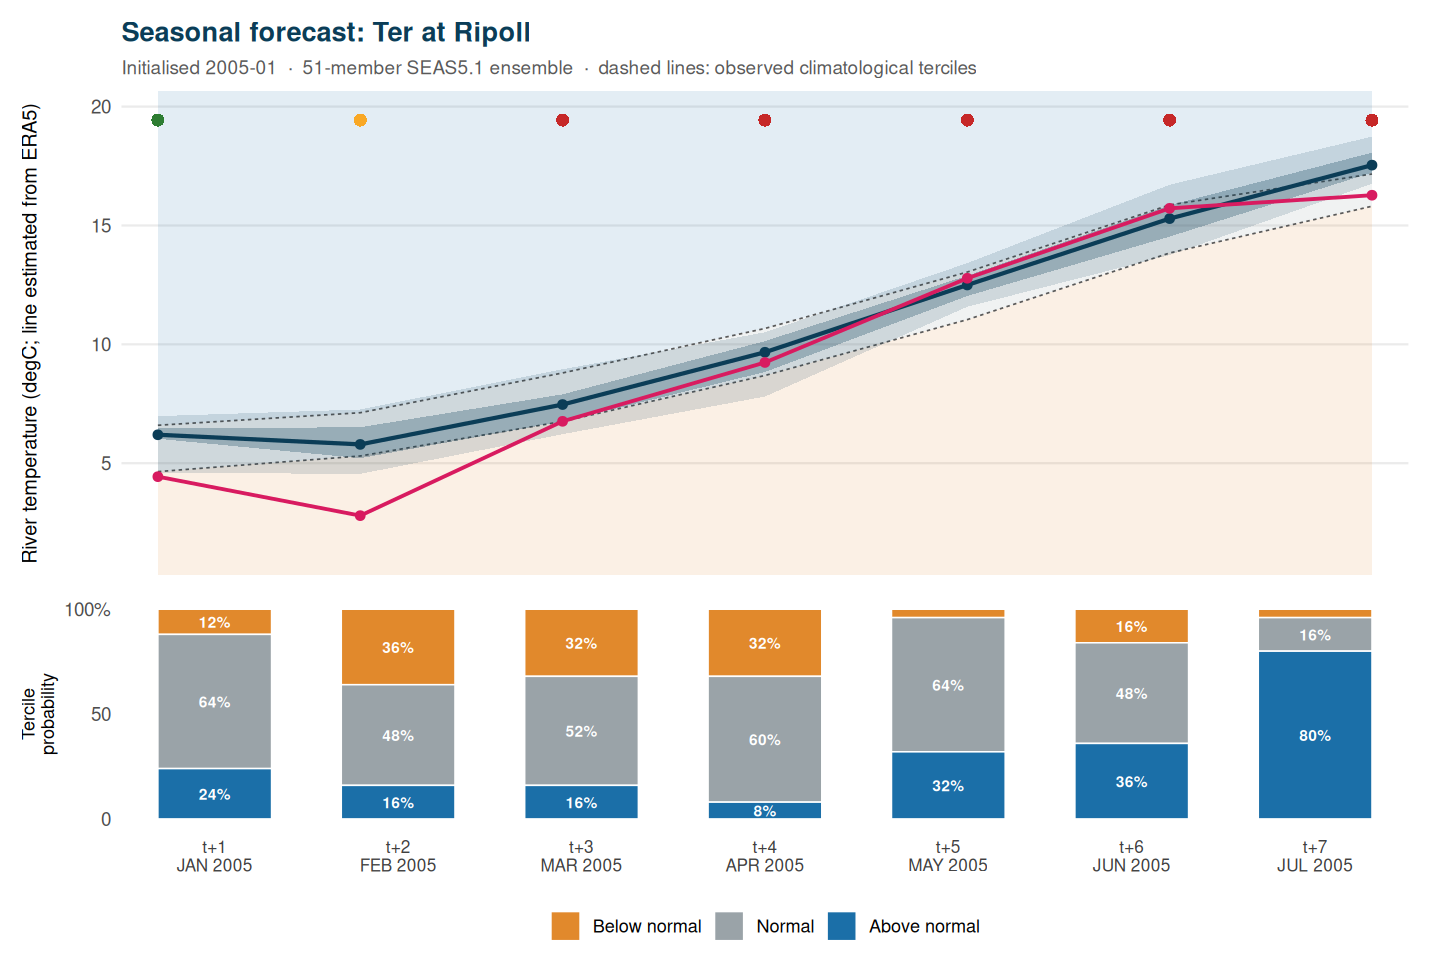 Seasonal forecast: Ter at Ripoll
Initialised 2005-01 · 51-member SEAS5.1 ensemble · dashed lines: observed climatological terciles
River temperature (degC; line estimated from ERA5)
20
15
10
5
Tercile
probability
100%
50
0
12% 36% 32% 32% 16%
64% 48% 52% 60% 64% 48% 16%
24% 16% 16% 8% 32% 36% 80%
t+1 t+2 t+3 t+4 t+5 t+6 t+7
JAN 2005 FEB 2005 MAR 2005 APR 2005 MAY 2005 JUN 2005 JUL 2005
Below normal Normal Above normal